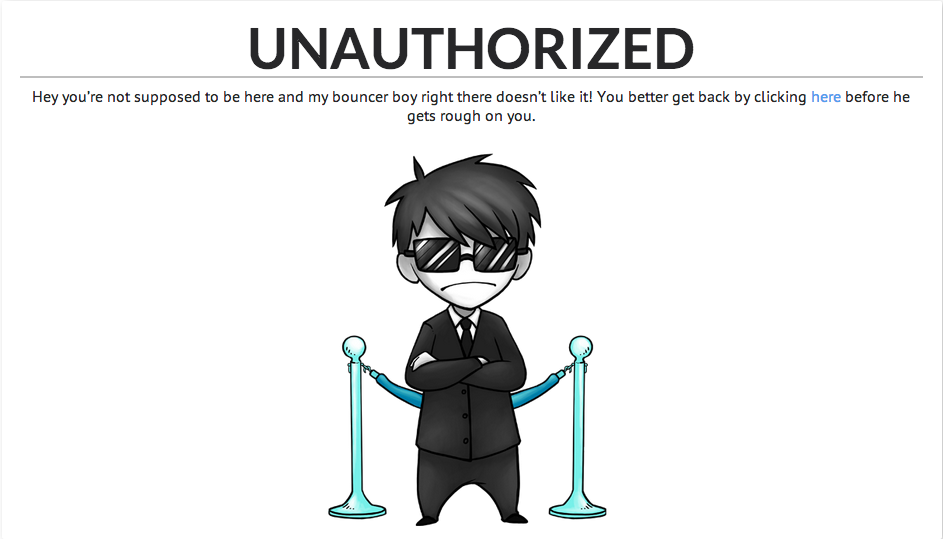 UNAUTHORIZED
Hey you're not supposed to be here and my bouncer boy right there doesn't like it! You better get back by clicking here before he
gets rough on you.